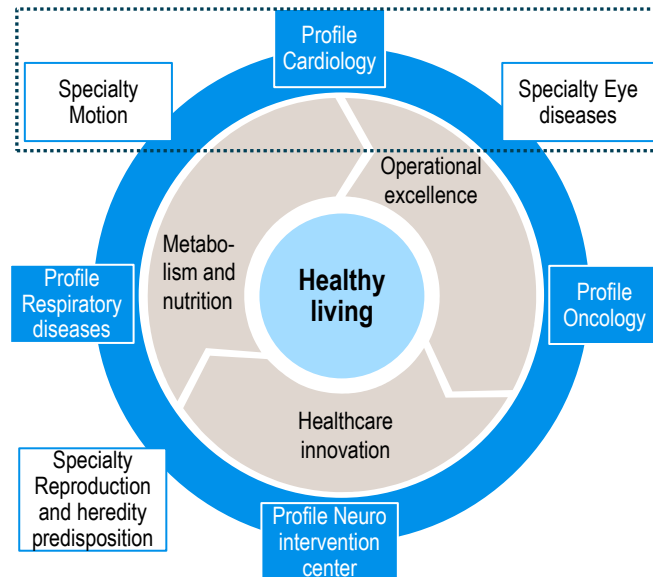 Profile
Cardiology
Specialty
Motion
Specialty Eye
diseases
Operational
excellence
Metabo-
lism and
nutrition
Healthy
living
Profile
Respiratory
diseases
Profile
Oncology
Healthcare
innovation
Specialty
Reproduction
and heredity
predisposition
Profile Neuro
intervention
center